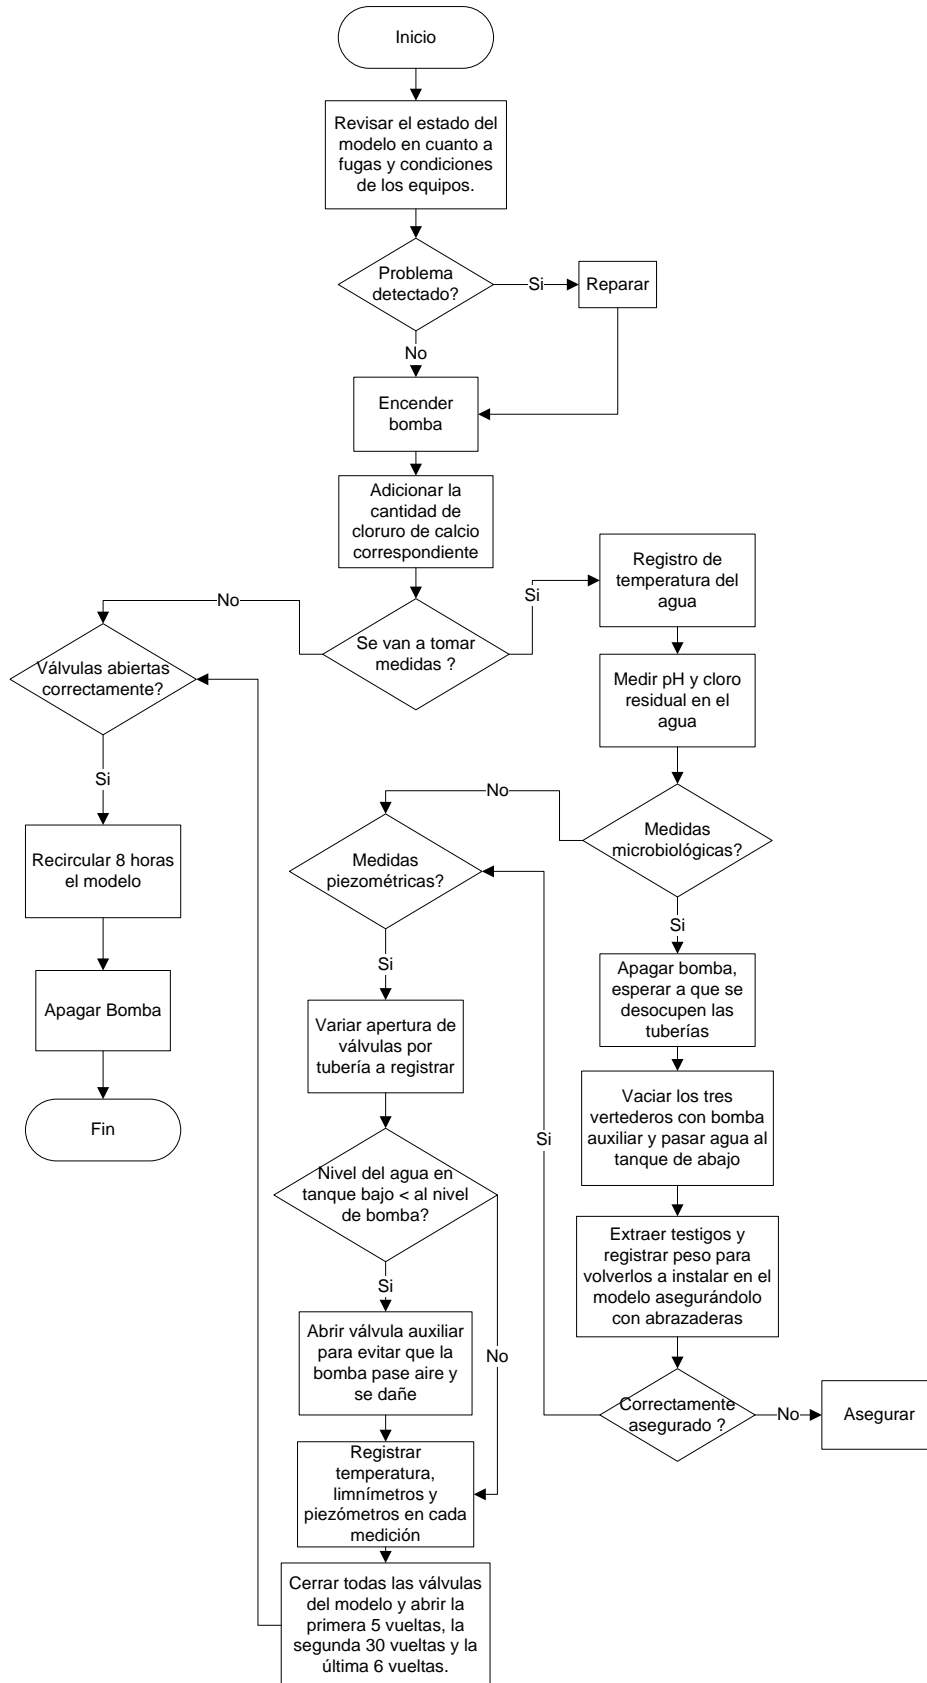 Inicio
Revisar el estado del
modelo en cuanto a
fugas y condiciones
de los equipos.
Problema
detectado?
Si
Reparar
No
Encender
bomba
Adicionar la
cantidad de
cloruro de calcio
correspondiente
Se van a tomar
medidas ?
No
Si
Registro de
temperatura del
agua
Válvulas abiertas
correctamente?
Medir pH y cloro
residual en el
agua
Si
No
Recircular 8 horas
el modelo
Medidas
piezométricas?
Medidas
microbiológicas?
Si
Si
Apagar Bomba
Variar apertura de
válvulas por
tubería a registrar
Apagar bomba,
esperar a que se
desocupen las
tuberías
Fin
Vaciar los tres
vertederos con bomba
auxiliar y pasar agua al
tanque de abajo
Si
Nivel del agua en
tanque bajo < al nivel
de bomba?
Extraer testigos y
registrar peso para
volverlos a instalar en el
modelo asegurándolo
con abrazaderas
Si
No
Abrir válvula auxiliar
para evitar que la
bomba pase aire y
se dañe
Correctamente
asegurado ?
No
Asegurar
Registrar
temperatura,
limnímetros y
piezómetros en cada
medición
Cerrar todas las válvulas
del modelo y abrir la
primera 5 vueltas, la
segunda 30 vueltas y la
última 6 vueltas.